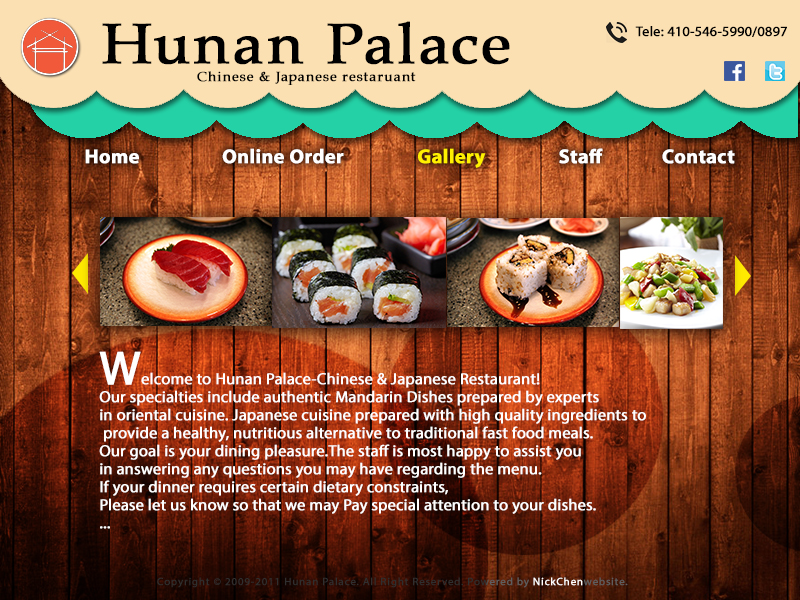 Hunan Palace
Chinese & Japanese restaruant
Tele: 410-546-5990/0897
Home Online Order Gallery Staff Contact
Welcome to Hunan Palace-Chinese & Japanese Restaurant!
Our specialties include authentic Mandarin Dishes prepared by experts
in oriental cuisine. Japanese cuisine prepared with high quality ingredients to
provide a healthy, nutritious alternative to traditional fast food meals.
Our goal is your dining pleasure.The staff is most happy to assist you
in answering any questions you may have regarding the menu.
If your dinner requires certain dietary constraints,
Please let us know so that we may Pay special attention to your dishes.
...
Copyright © 2009-2011 Hunan Palace. All Right Reserved. Powered by NickChenwebsite.